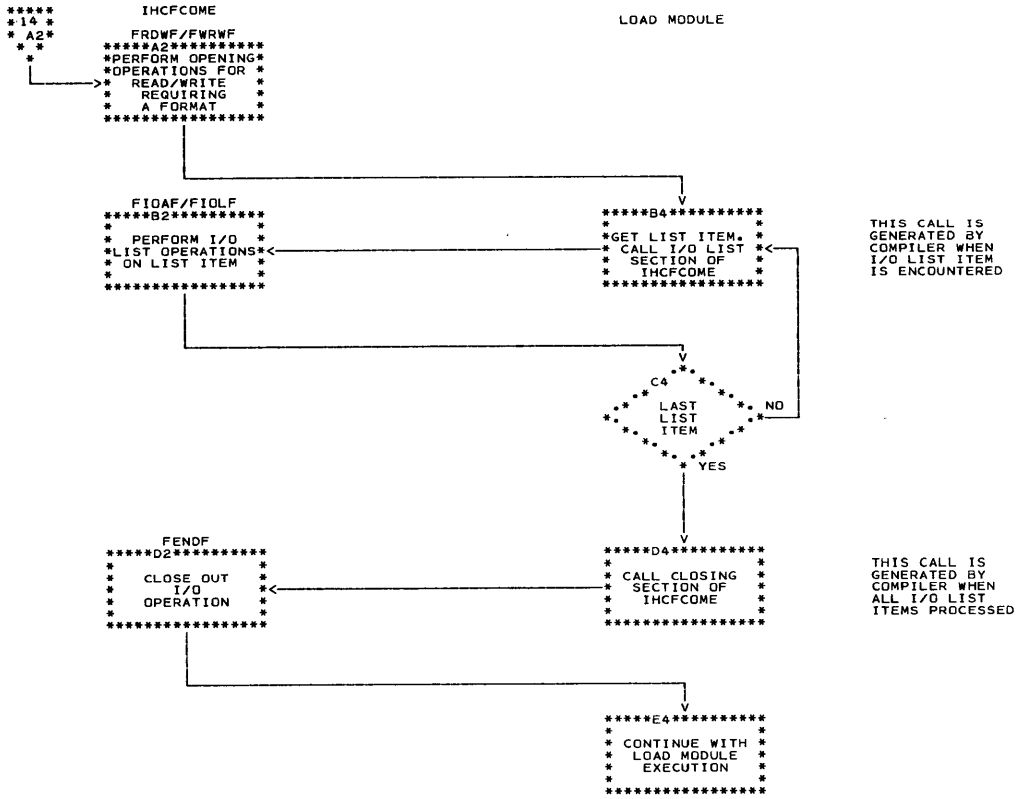 IHCFCOME
LOAD MODULE
14
A2
FRDWF/FWRWF
A2
PERFORM OPENING
OPERATIONS FOR
READ/WRITE
REQUIRING
A FORMAT
FIOAF/FIOLF
B2
PERFORM I/O
LIST OPERATIONS
ON LIST ITEM
B4
GET LIST ITEM.
CALL I/O LIST
SECTION OF
IHCFCOME
THIS CALL IS
GENERATED BY
COMPILER WHEN
I/O LIST ITEM
IS ENCOUNTERED
C4
LAST
LIST
ITEM
NO
YES
FENDF
D2
CLOSE OUT
I/O
OPERATION
D4
CALL CLOSING
SECTION OF
IHCFCOME
THIS CALL IS
GENERATED BY
COMPILER WHEN
ALL I/O LIST
ITEMS PROCESSED
E4
CONTINUE WITH
LOAD MODULE
EXECUTION